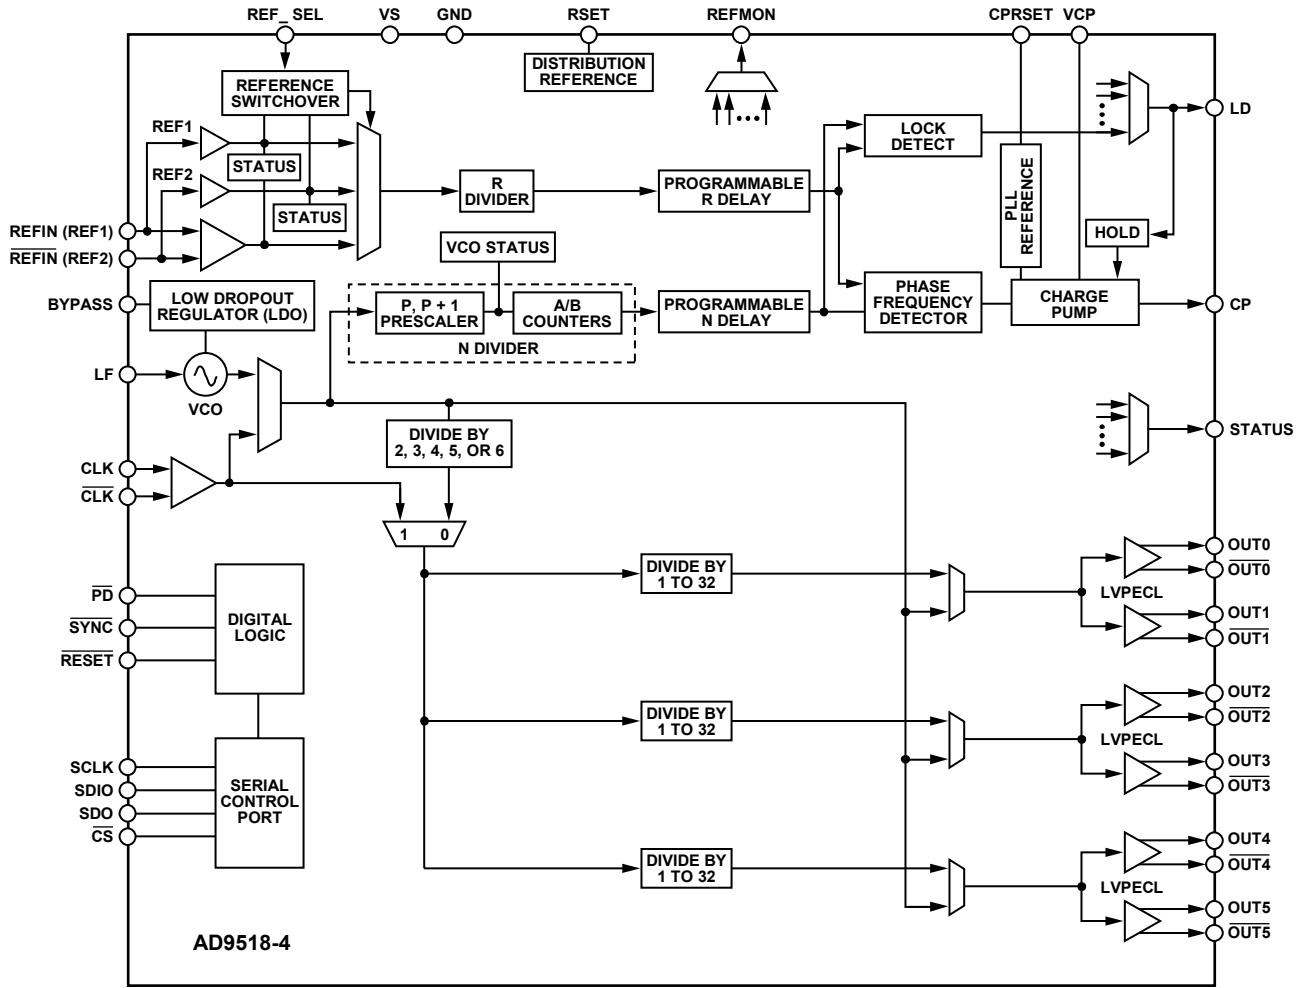 REF_SEL
VS
GND
RSET
REFMON
CPRSET
VCP
DISTRIBUTION
REFERENCE
REFERENCE
SWITCHOVER
REF1
STATUS
REF2
STATUS
R
DIVIDER
PROGRAMMABLE
R DELAY
LOCK
DETECT
LD
PLL
REFERENCE
HOLD
REFIN (REF1)
REFIN (REF2)
VCO STATUS
BYPASS
LOW DROPOUT
REGULATOR (LDO)
P, P + 1
PRESCALER
A/B
COUNTERS
N DIVIDER
PROGRAMMABLE
N DELAY
PHASE
FREQUENCY
DETECTOR
CHARGE
PUMP
CP
LF
VCO
STATUS
DIVIDE BY
2, 3, 4, 5, OR 6
CLK
CLK
1 0
DIVIDE BY
1 TO 32
LVPECL
OUT0
OUT0
OUT1
OUT1
PD
SYNC
RESET
DIGITAL
LOGIC
DIVIDE BY
1 TO 32
LVPECL
OUT2
OUT2
OUT3
OUT3
SCLK
SDIO
SDO
CS
SERIAL
CONTROL
PORT
DIVIDE BY
1 TO 32
LVPECL
OUT4
OUT4
OUT5
OUT5
AD9518-4